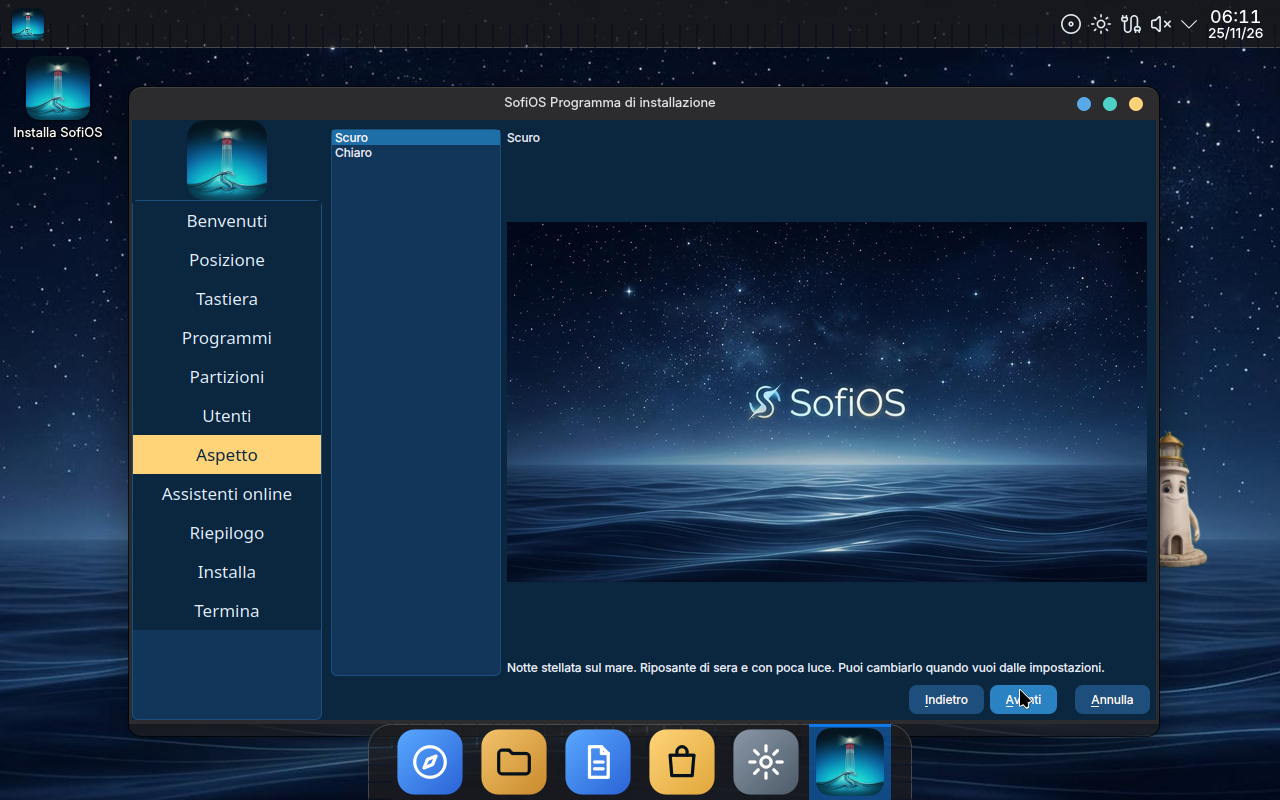 06:11
25/11/26
Installa SofiOS
SofiOS Programma di installazione
Benvenuti
Posizione
Tastiera
Programmi
Partizioni
Utenti
Aspetto
Assistenti online
Riepilogo
Installa
Termina
Scuro
Chiaro
Scuro
SofiOS
Notte stellata sul mare. Riposante di sera e con poca luce. Puoi cambiarlo quando vuoi dalle impostazioni.
Indietro
Annulla